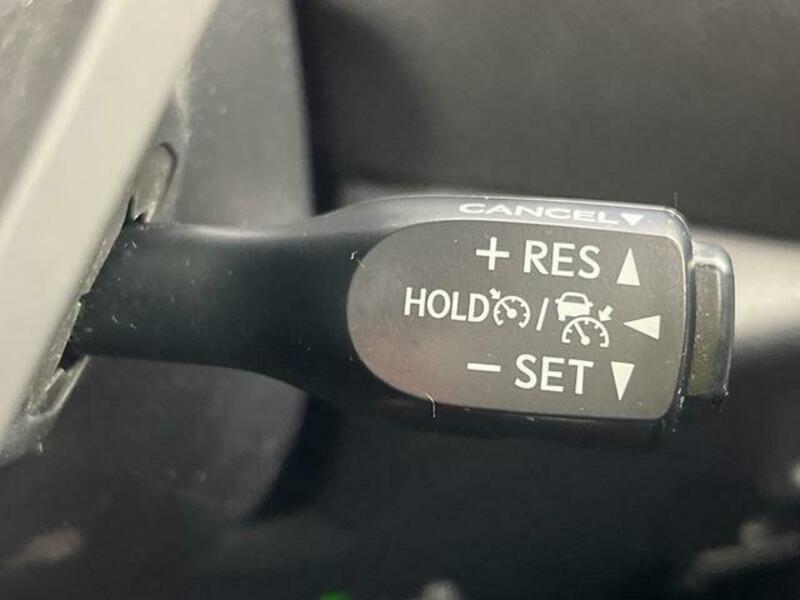 CANCEL
+ RES
HOLD /
- SET